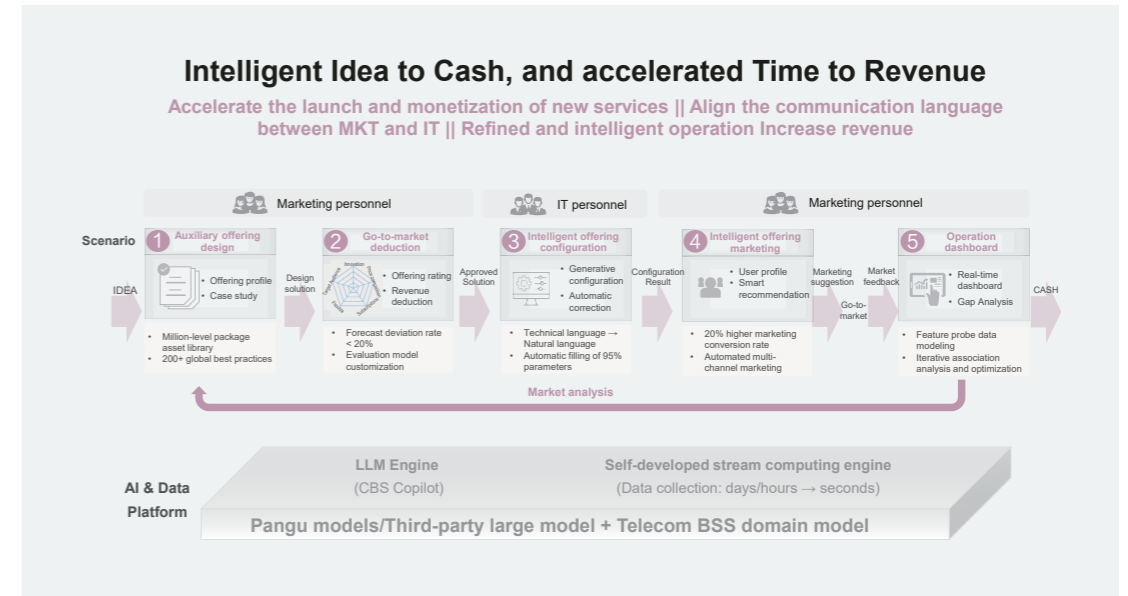 Intelligent Idea to Cash, and accelerated Time to Revenue
Accelerate the launch and monetization of new services || Align the communication language
between MKT and IT || Refined and intelligent operation Increase revenue
Marketing personnel
IT personnel
Marketing personnel
Scenario
IDEA
1
Auxiliary offering
design
• Offering profile
• Case study
• Million-level package
asset library
• 200+ global best practices
Design
solution
2
Go-to-market
deduction
Innovation
Target Audience
• Offering rating
• Revenue
deduction
• Forecast deviation rate
< 20%
• Evaluation model
customization
Approved
Solution
3
Intelligent offering
configuration
• Generative
configuration
• Automatic
correction
• Technical language →
Natural language
• Automatic filling of 95%
parameters
Configuration
Result
4
Intelligent offering
marketing
• User profile
• Smart
recommendation
• 20% higher marketing
conversion rate
• Automated multi-
channel marketing
Marketing
suggestion
Go-to-
market
Market
feedback
5
Operation
dashboard
• Real-time
dashboard
• Gap Analysis
• Feature probe data
modeling
• Iterative association
analysis and optimization
CASH
Market analysis
AI & Data
Platform
LLM Engine
(CBS Copilot)
Self-developed stream computing engine
(Data collection: days/hours → seconds)
Pangu models/Third-party large model + Telecom BSS domain model